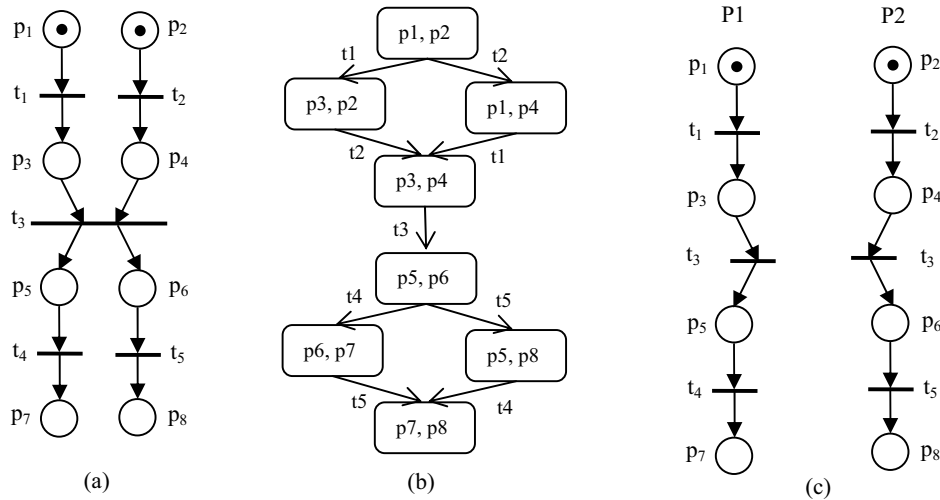 p₁
p₂
t₁
t₂
p₃
p₄
t₃
p₅
p₆
t₄
t₅
p₇
p₈
(a)
p1, p2
t1
t2
p3, p2
p1, p4
t2
t1
p3, p4
t3
p5, p6
t4
t5
p6, p7
p5, p8
t5
t4
p7, p8
(b)
P1
P2
p₁
p₂
t₁
t₂
p₃
p₄
t₃
t₃
p₅
p₆
t₄
t₅
p₇
p₈
(c)